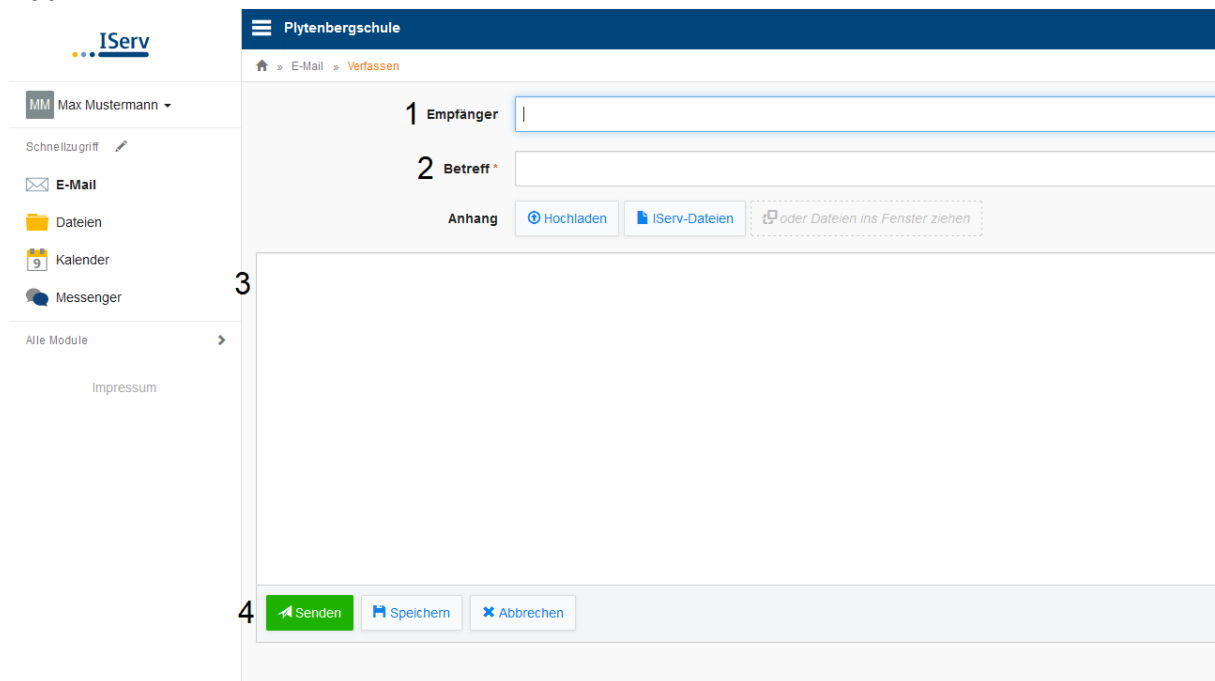 IServ
Plytenbergschule
» E-Mail » Verfassen
MM Max Mustermann
Schnellzugriff
E-Mail
Dateien
9 Kalender
Messenger
Alle Module
Impressum
1 Empfänger
2 Betreff *
Anhang Hochladen IServ-Dateien oder Dateien ins Fenster ziehen
3
4 Senden Speichern Abbrechen